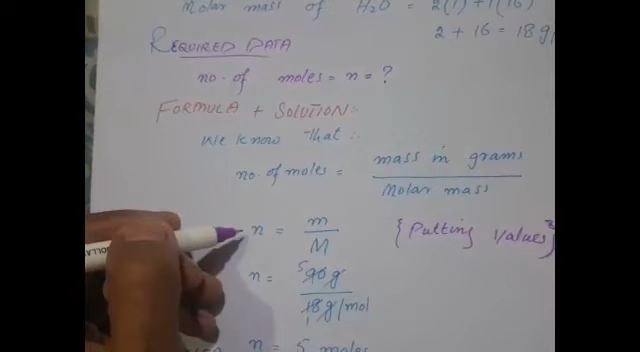 Molar mass of H2O = 2(1) + 1(16)
2 + 16 = 18 g
REQUIRED DATA
no. of moles = n = ?
FORMULA + SOLUTION:
We know That :
no. of moles = mass in grams / Molar mass
n = m / M {Putting values}
n = 90 g / 18 g/mol 5 1
n = 5 moles
DOLLA